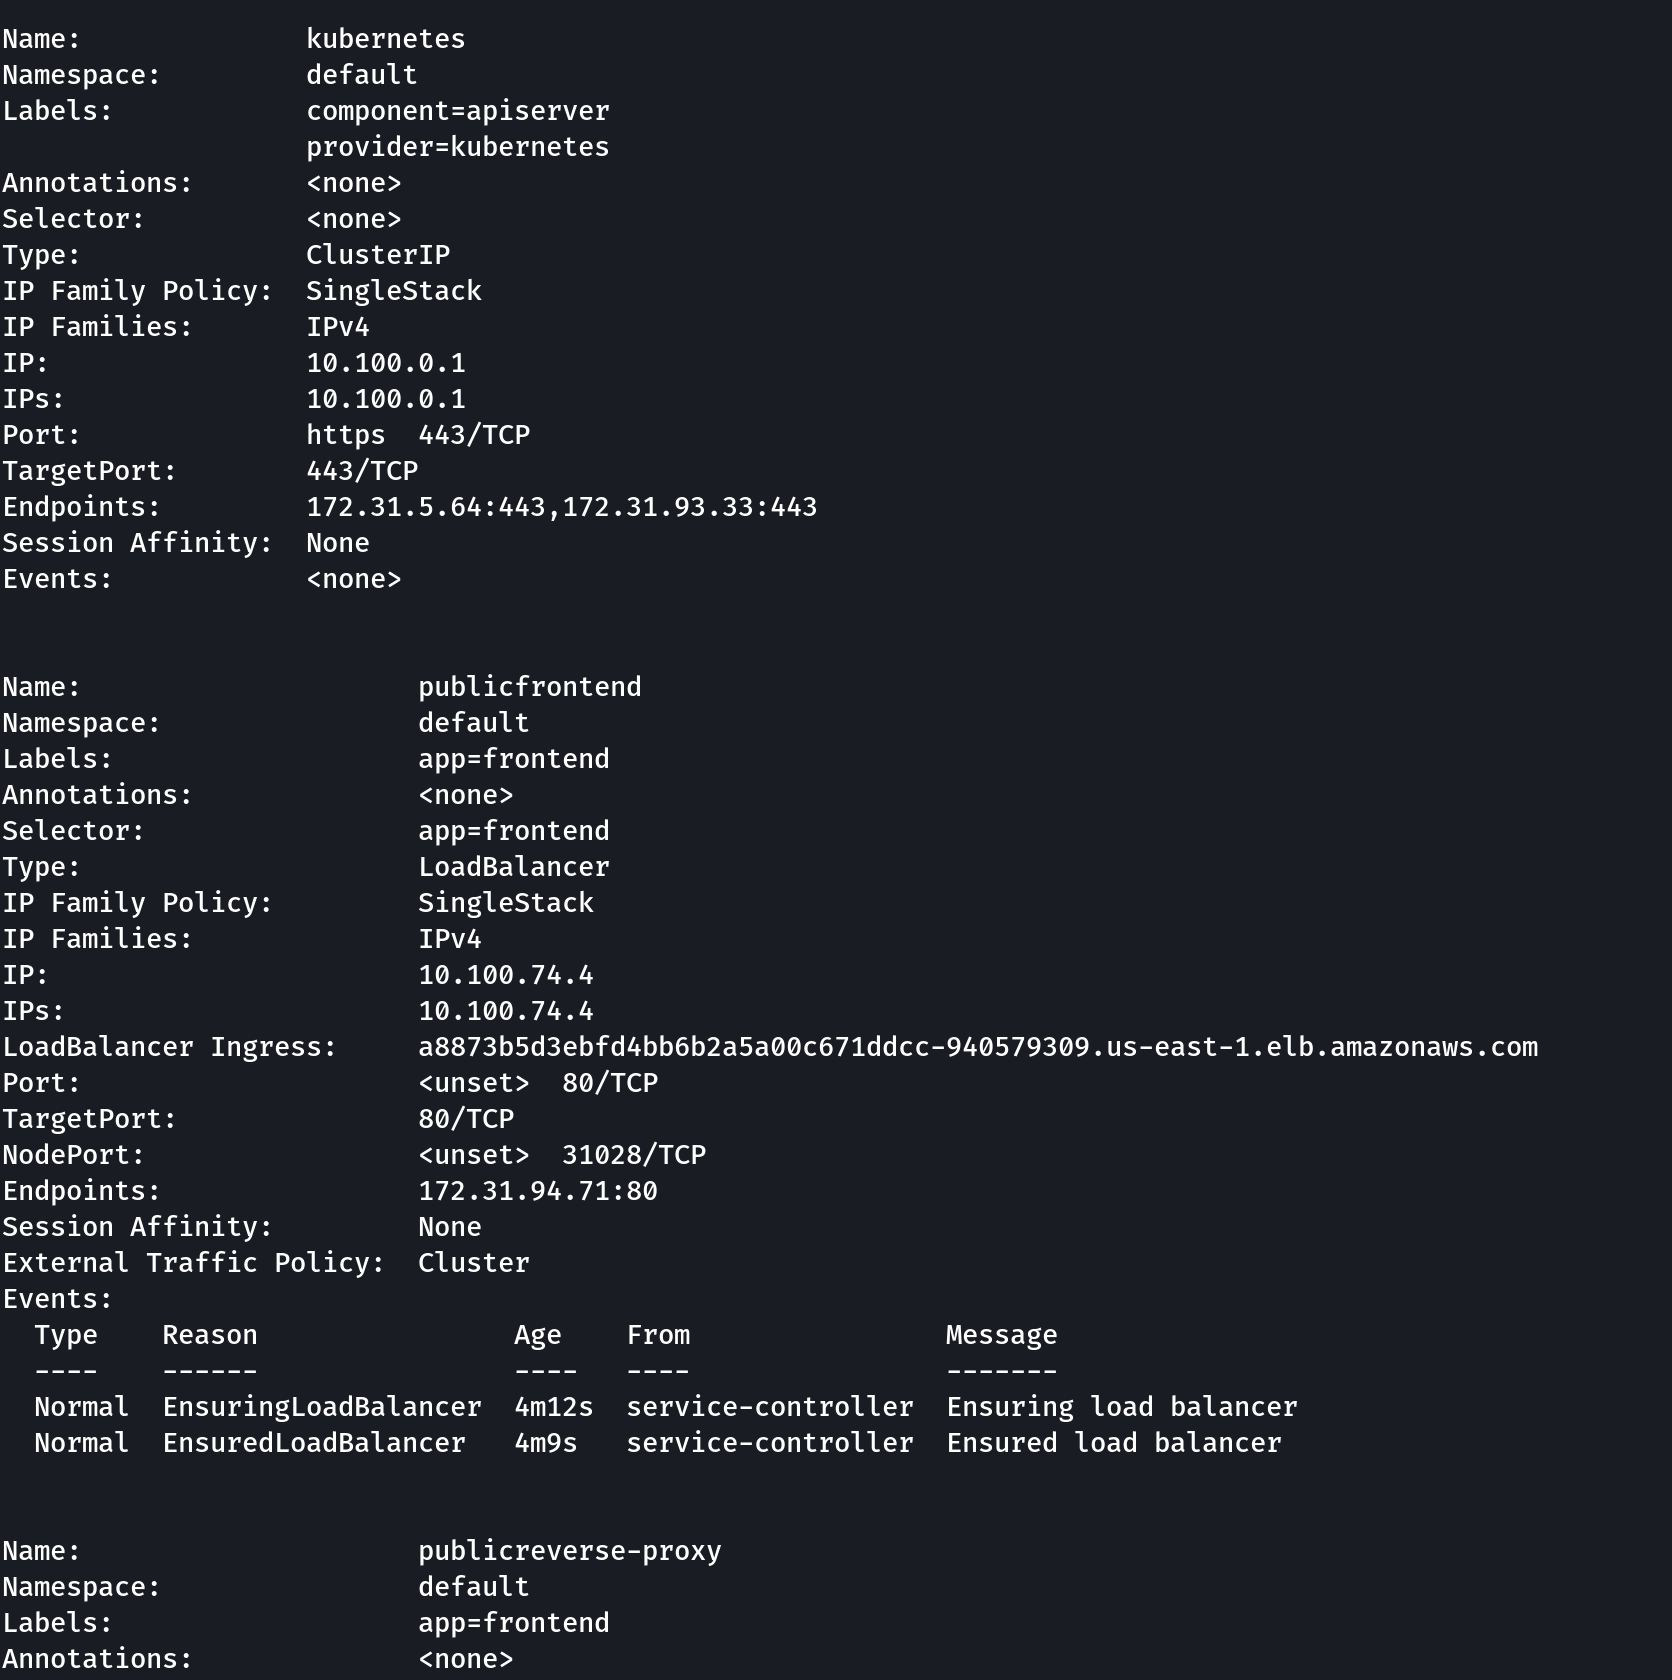 Name:              kubernetes
Namespace:         default
Labels:            component=apiserver
                   provider=kubernetes
Annotations:       <none>
Selector:          <none>
Type:              ClusterIP
IP Family Policy:  SingleStack
IP Families:       IPv4
IP:                10.100.0.1
IPs:               10.100.0.1
Port:              https  443/TCP
TargetPort:        443/TCP
Endpoints:         172.31.5.64:443,172.31.93.33:443
Session Affinity:  None
Events:            <none>

Name:                     publicfrontend
Namespace:                default
Labels:                   app=frontend
Annotations:              <none>
Selector:                 app=frontend
Type:                     LoadBalancer
IP Family Policy:         SingleStack
IP Families:              IPv4
IP:                       10.100.74.4
IPs:                      10.100.74.4
LoadBalancer Ingress:     a8873b5d3ebfd4bb6b2a5a00c671ddcc-940579309.us-east-1.elb.amazonaws.com
Port:                     <unset>  80/TCP
TargetPort:               80/TCP
NodePort:                 <unset>  31028/TCP
Endpoints:                172.31.94.71:80
Session Affinity:         None
External Traffic Policy:  Cluster
Events:
  Type    Reason                Age    From                Message
  ----    ------                ----   ----                -------
  Normal  EnsuringLoadBalancer  4m12s  service-controller  Ensuring load balancer
  Normal  EnsuredLoadBalancer   4m9s   service-controller  Ensured load balancer

Name:                     publicreverse-proxy
Namespace:                default
Labels:                   app=frontend
Annotations:              <none>